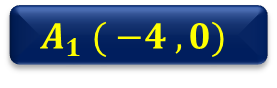 A₁ ( −4 ,0)